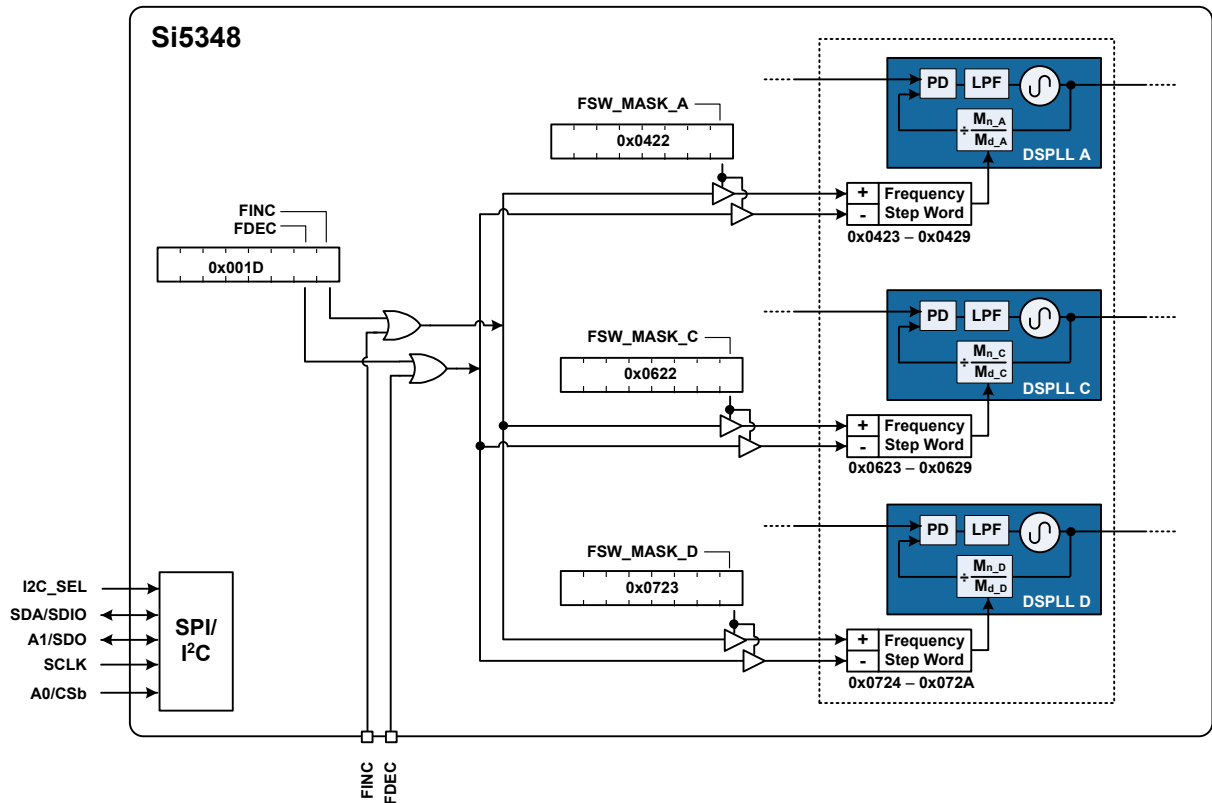 Si5348
FSW_MASK_A
0x0422
PD
LPF
÷ Mn_A
Md_A
DSPLL A
+ Frequency
- Step Word
0x0423 – 0x0429
FINC
FDEC
0x001D
FSW_MASK_C
0x0622
PD
LPF
÷ Mn_C
Md_C
DSPLL C
+ Frequency
- Step Word
0x0623 – 0x0629
FSW_MASK_D
0x0723
PD
LPF
÷ Mn_D
Md_D
DSPLL D
+ Frequency
- Step Word
0x0724 – 0x072A
I2C_SEL
SDA/SDIO
A1/SDO
SCLK
A0/CSb
SPI/
I²C
FINC
FDEC